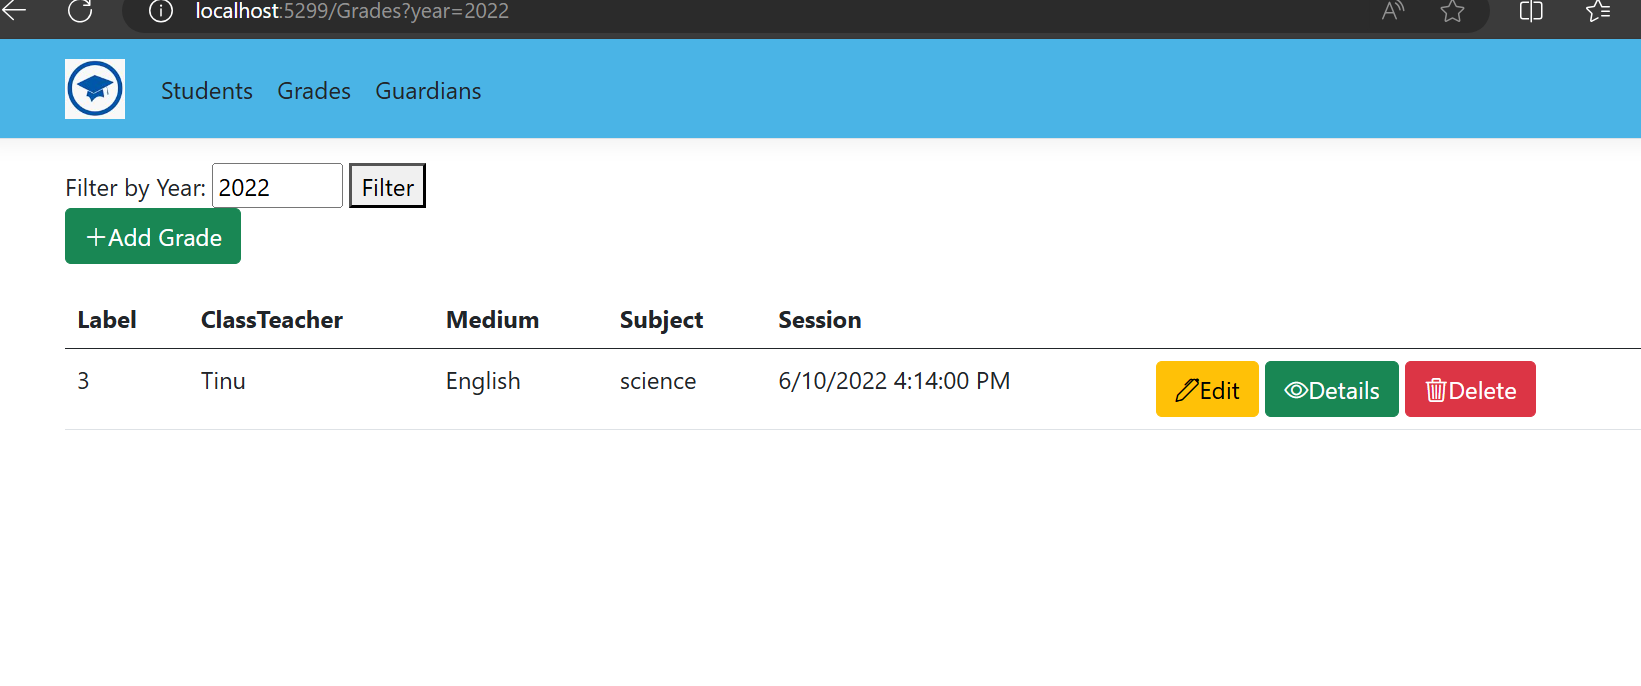 localhost:5299/Grades?year=2022
Students Grades Guardians
Filter by Year: 2022 Filter
+Add Grade
Label ClassTeacher Medium Subject Session
3 Tinu English science 6/10/2022 4:14:00 PM Edit Details Delete